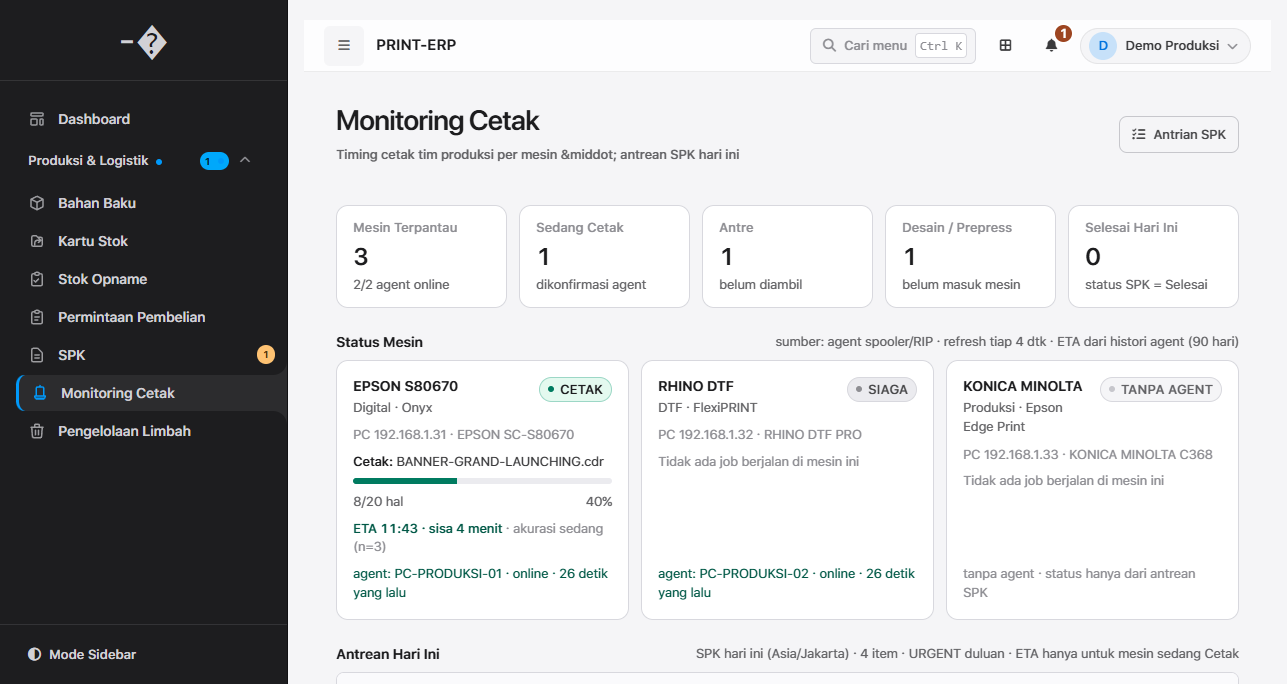 PRINT-ERP
Cari menu
Ctrl K
1
D
Demo Produksi
Dashboard
Produksi & Logistik
1
Bahan Baku
Kartu Stok
Stok Opname
Permintaan Pembelian
SPK
1
Monitoring Cetak
Pengelolaan Limbah
Mode Sidebar
Monitoring Cetak
Timing cetak tim produksi per mesin &middot; antrean SPK hari ini
Antrian SPK
Mesin Terpantau
3
2/2 agent online
Sedang Cetak
1
dikonfirmasi agent
Antre
1
belum diambil
Desain / Prepress
1
belum masuk mesin
Selesai Hari Ini
0
status SPK = Selesai
Status Mesin
sumber: agent spooler/RIP · refresh tiap 4 dtk · ETA dari histori agent (90 hari)
EPSON S80670
CETAK
Digital · Onyx
PC 192.168.1.31 · EPSON SC-S80670
Cetak: BANNER-GRAND-LAUNCHING.cdr
8/20 hal
40%
ETA 11:43 · sisa 4 menit · akurasi sedang
(n=3)
agent: PC-PRODUKSI-01 · online · 26 detik
yang lalu
RHINO DTF
SIAGA
DTF · FlexiPRINT
PC 192.168.1.32 · RHINO DTF PRO
Tidak ada job berjalan di mesin ini
agent: PC-PRODUKSI-02 · online · 26 detik
yang lalu
KONICA MINOLTA
TANPA AGENT
Produksi · Epson
Edge Print
PC 192.168.1.33 · KONICA MINOLTA C368
Tidak ada job berjalan di mesin ini
tanpa agent · status hanya dari antrean
SPK
Antrean Hari Ini
SPK hari ini (Asia/Jakarta) · 4 item · URGENT duluan · ETA hanya untuk mesin sedang Cetak